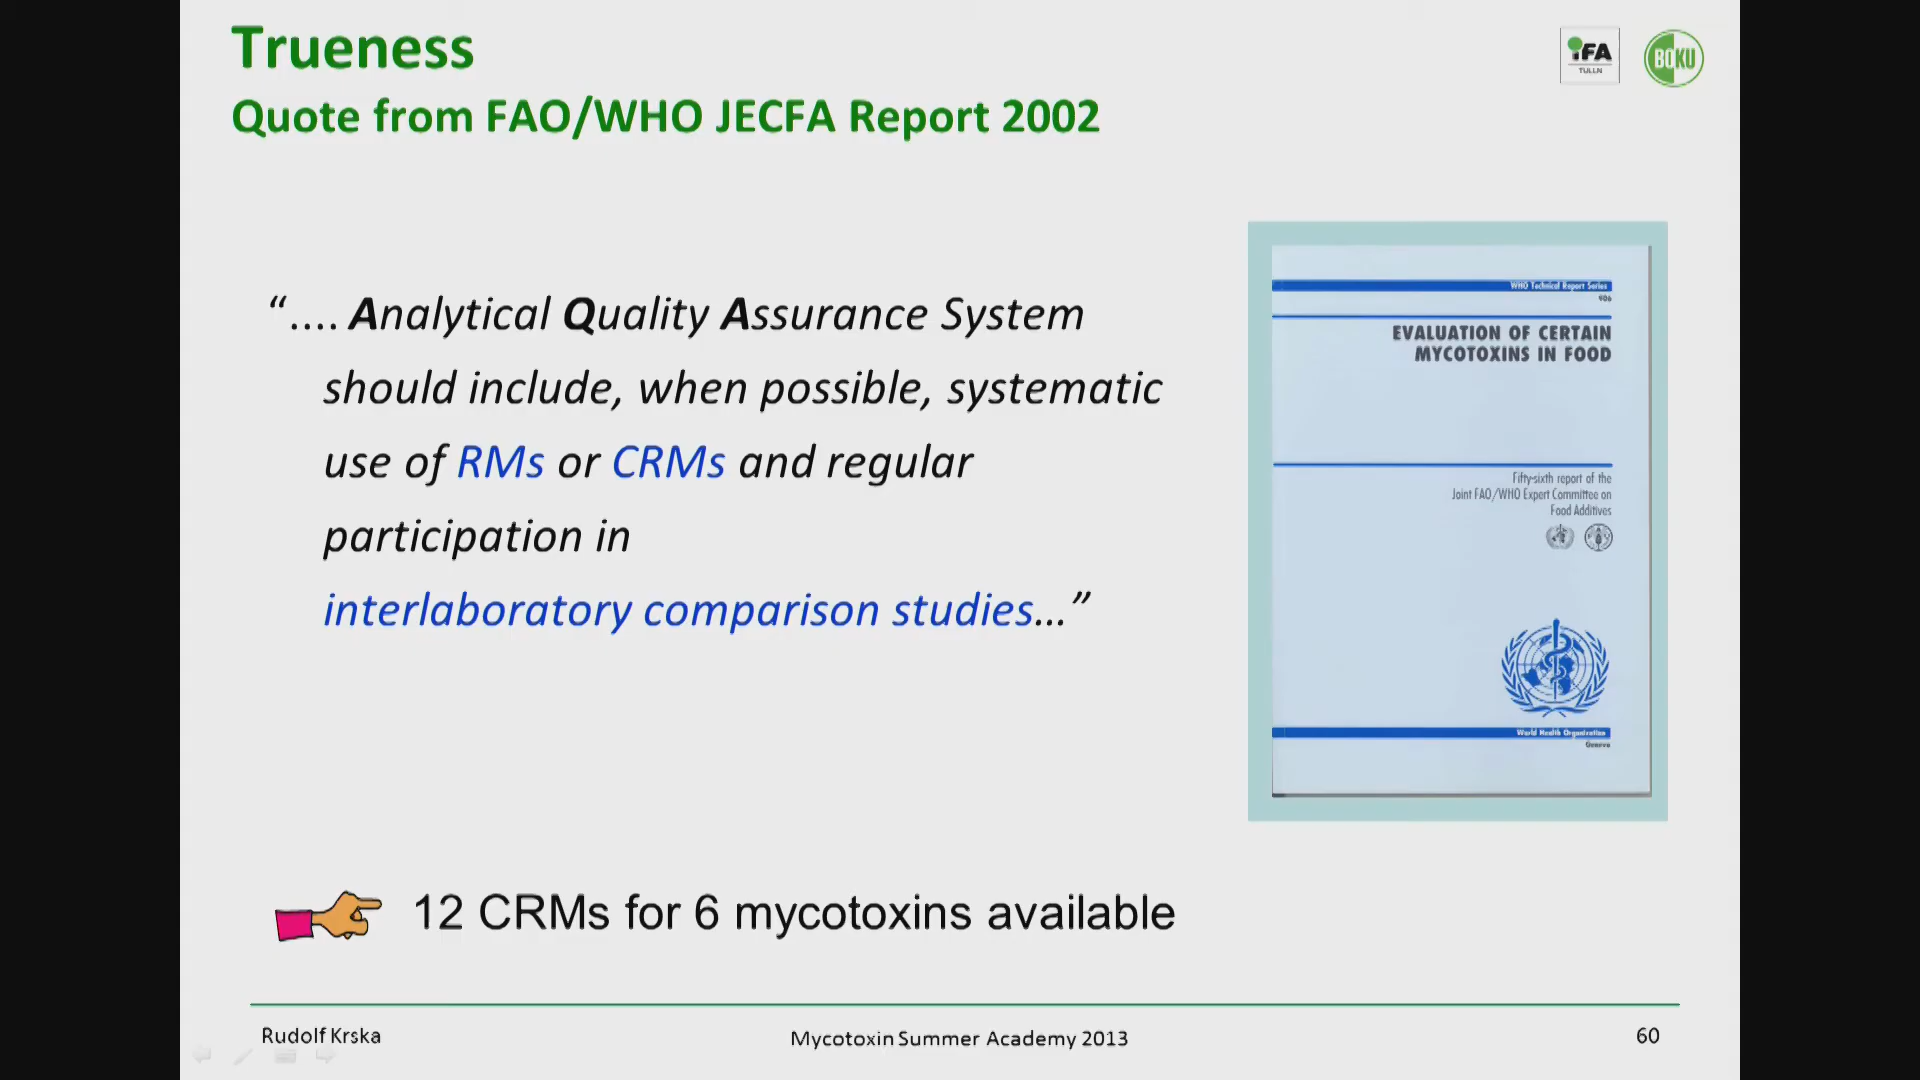 Trueness
Quote from FAO/WHO JECFA Report 2002
iFA
TULLN
BOKU
“.... Analytical Quality Assurance System
should include, when possible, systematic
use of RMs or CRMs and regular
participation in
interlaboratory comparison studies...”
WHO Technical Report Series
906
EVALUATION OF CERTAIN
MYCOTOXINS IN FOOD
Fifty-sixth report of the
Joint FAO/WHO Expert Committee on
Food Additives
World Health Organization
Geneva
12 CRMs for 6 mycotoxins available
Rudolf Krska
Mycotoxin Summer Academy 2013
60